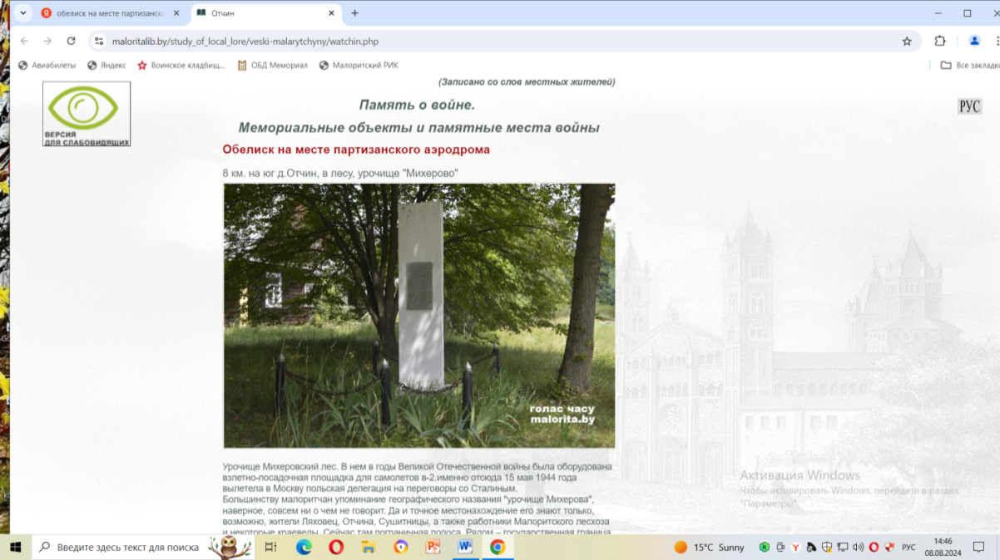 обелиск на месте партизанск
Отчин
maloritalib.by/study_of_local_lore/veski-malarytchyny/watchin.php
Авиабилеты
Яндекс
Воинское кладбищ...
ОБД Мемориал
Малоритский РИК
Все закладки
(Записано со слов местных жителей)
Память о войне.
Мемориальные объекты и памятные места войны
ВЕРСИЯ
ДЛЯ СЛАБОВИДЯЩИХ
РУС
Обелиск на месте партизанского аэродрома
8 км. на юг д.Отчин, в лесу, урочище "Михерово"
голас часу
malorita.by
Урочище Михеровский лес. В нем в годы Великой Отечественной войны была оборудована
взлетно-посадочная площадка для самолетов в-2.именно отсюда 15 мая 1944 года
вылетела в Москву польская делегация на переговоры со Сталиным.
Большинству малоритчан упоминание географического названия "урочище Михерова",
наверное, совсем ни о чем не говорит. Да и точное местонахождение его знают только,
возможно, жители Ляховец, Отчина, Сушитницы, а также работники Малоритского лесхоза
и некоторые краеведы. Сейчас там пограничная полоса. Рядом – государственная граница
Активация Windows
Чтобы активировать Windows, перейдите в раздел
"Параметры".
Введите здесь текст для поиска
15°C Sunny
РУС
14:46
08.08.2024